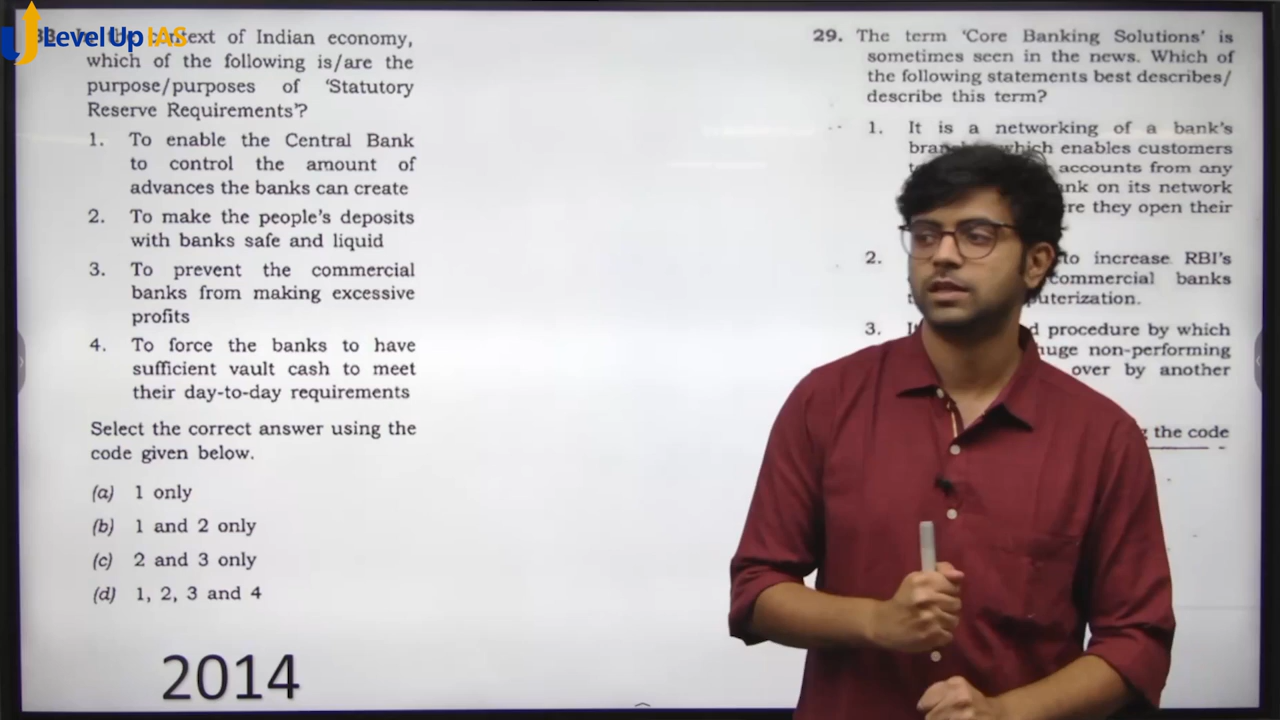 LevelUp IAS
33. In the context of Indian economy,
which of the following is/are the
purpose/purposes of 'Statutory
Reserve Requirements'?
1. To enable the Central Bank
to control the amount of
advances the banks can create
2. To make the people's deposits
with banks safe and liquid
3. To prevent the commercial
banks from making excessive
profits
4. To force the banks to have
sufficient vault cash to meet
their day-to-day requirements
Select the correct answer using the
code given below.
(a) 1 only
(b) 1 and 2 only
(c) 2 and 3 only
(d) 1, 2, 3 and 4
2014
29. The term 'Core Banking Solutions' is
sometimes seen in the news. Which of
the following statements best describes/
describe this term?
1. It is a networking of a bank's
which enables customers
accounts from any
on its network
they open their
2. to increase RBI's
commercial banks
3. procedure by which
huge non-performing
over by another
the code